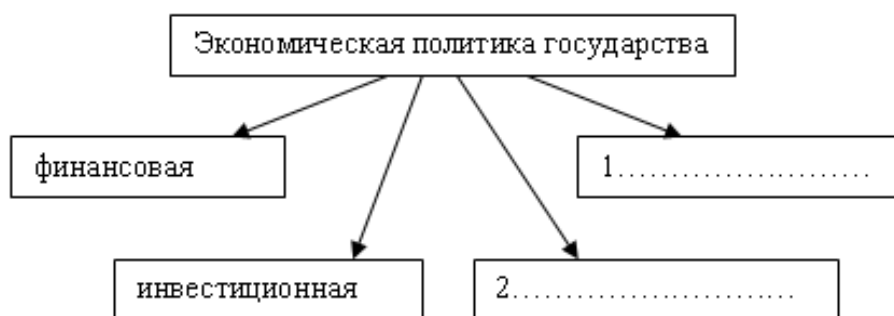 Экономическая политика государства
финансовая
1........................
инвестиционная
2.............................